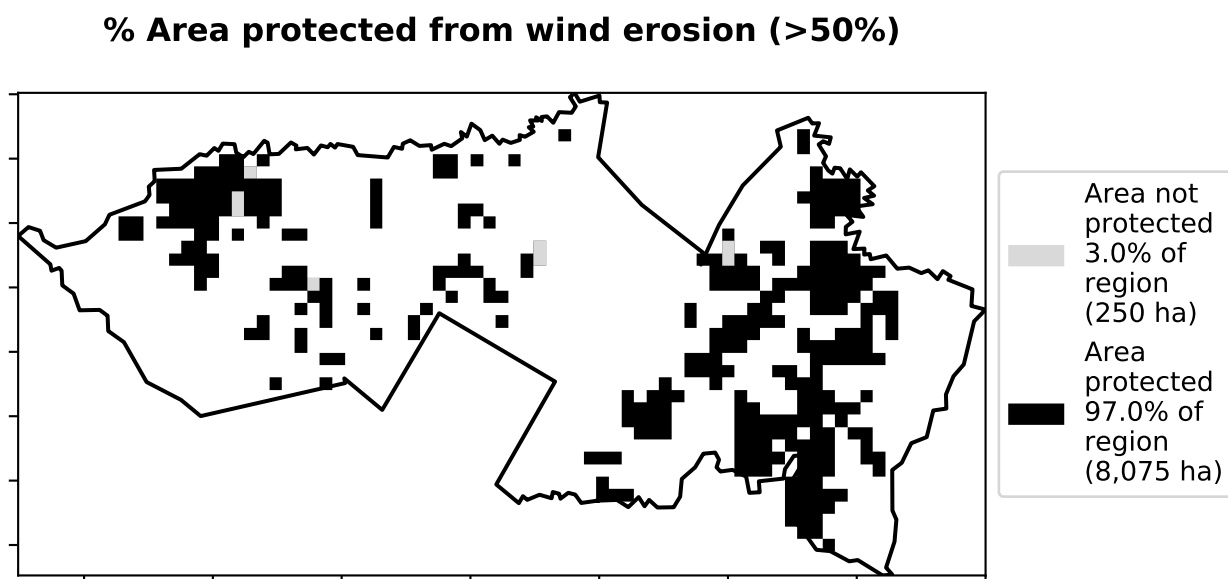 % Area protected from wind erosion (>50%)
Area not
protected
3.0% of
region
(250 ha)
Area
protected
97.0% of
region
(8,075 ha)